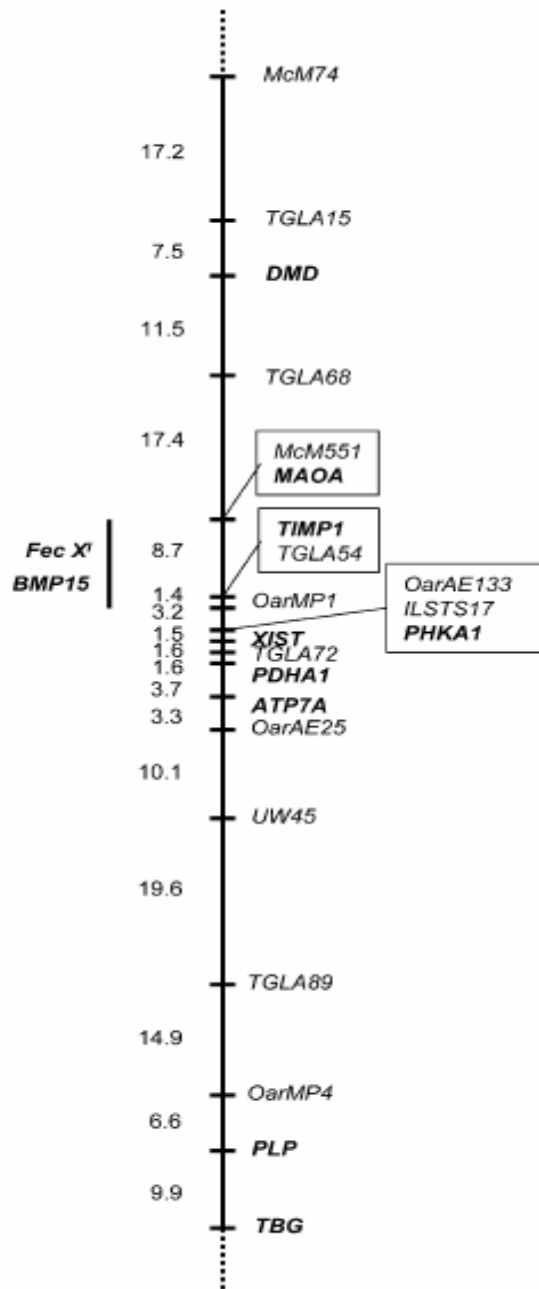 McM74
17.2
TGLA15
7.5
DMD
11.5
TGLA68
17.4
McM551
MAOA
Fec Xᴵ
BMP15
8.7
TIMP1
TGLA54
1.4
OarMP1
3.2
OarAE133
ILSTS17
PHKA1
1.5
XIST
1.6
TGLA72
1.6
PDHA1
3.7
ATP7A
3.3
OarAE25
10.1
UW45
19.6
TGLA89
14.9
OarMP4
6.6
PLP
9.9
TBG